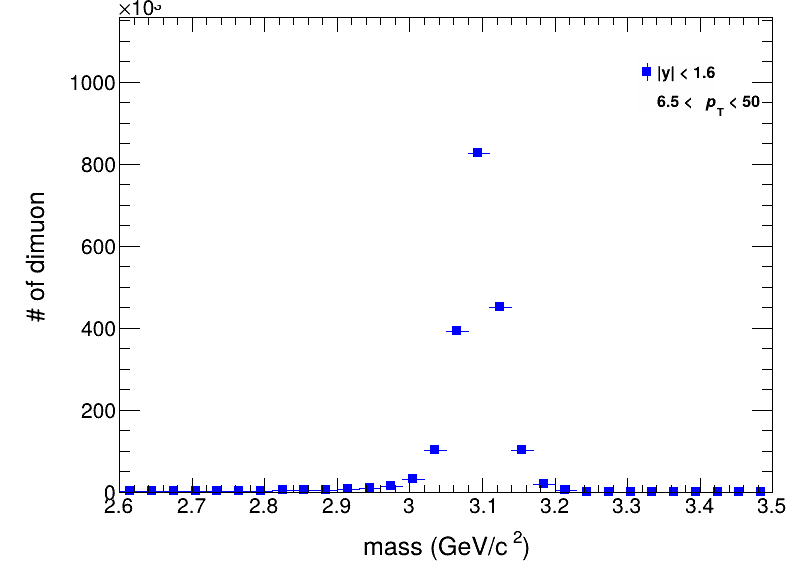 ×10³
|y| < 1.6
6.5 < p_T < 50
1000
800
600
400
200
0
# of dimuon
2.6 2.7 2.8 2.9 3 3.1 3.2 3.3 3.4 3.5
mass (GeV/c²)